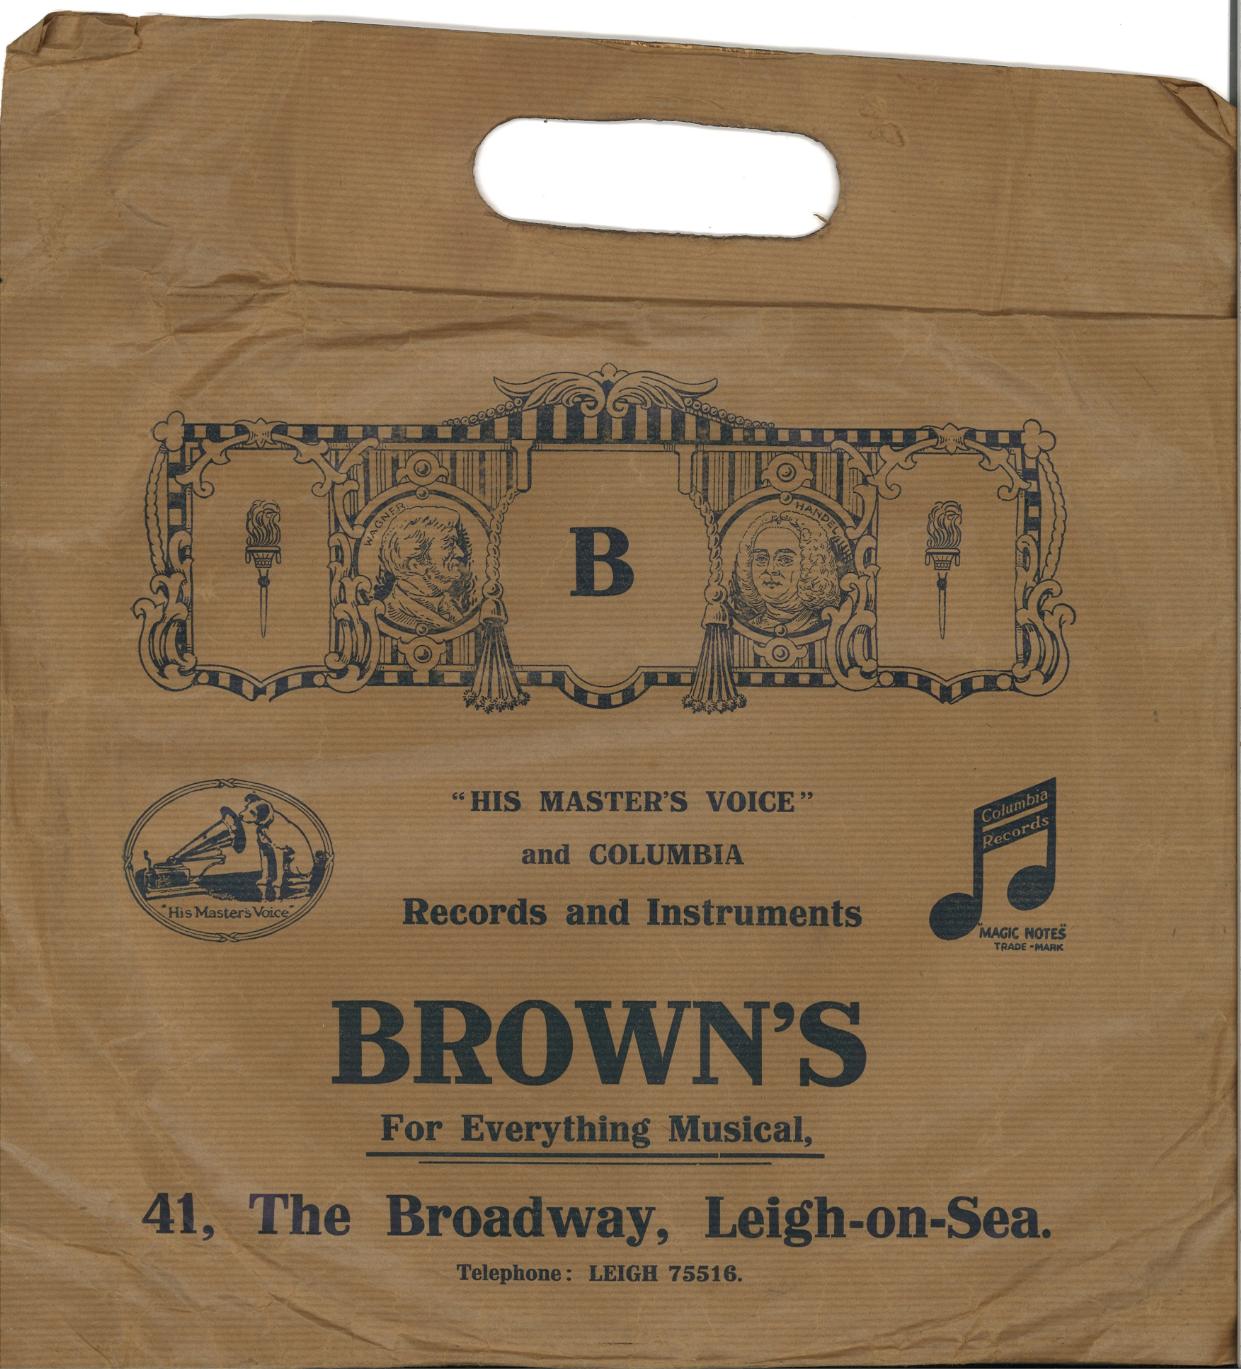 WAGNER
HANDEL
B
"HIS MASTER'S VOICE"
and COLUMBIA
Records and Instruments
"His Master's Voice"
Columbia
Records
"MAGIC NOTES"
TRADE-MARK
BROWN'S
For Everything Musical,
41, The Broadway, Leigh-on-Sea.
Telephone: LEIGH 75516.